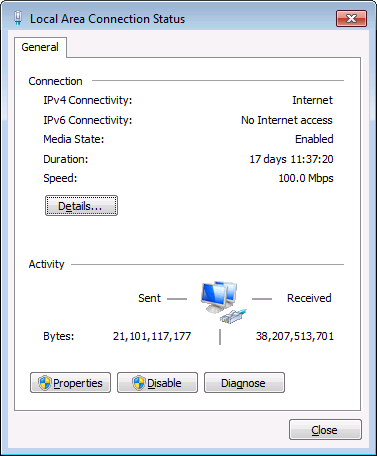 Local Area Connection Status
General
Connection
IPv4 Connectivity: Internet
IPv6 Connectivity: No Internet access
Media State: Enabled
Duration: 17 days 11:37:20
Speed: 100.0 Mbps
Details...
Activity
Sent Received
Bytes: 21,101,117,177 38,207,513,701
Properties Disable Diagnose
Close